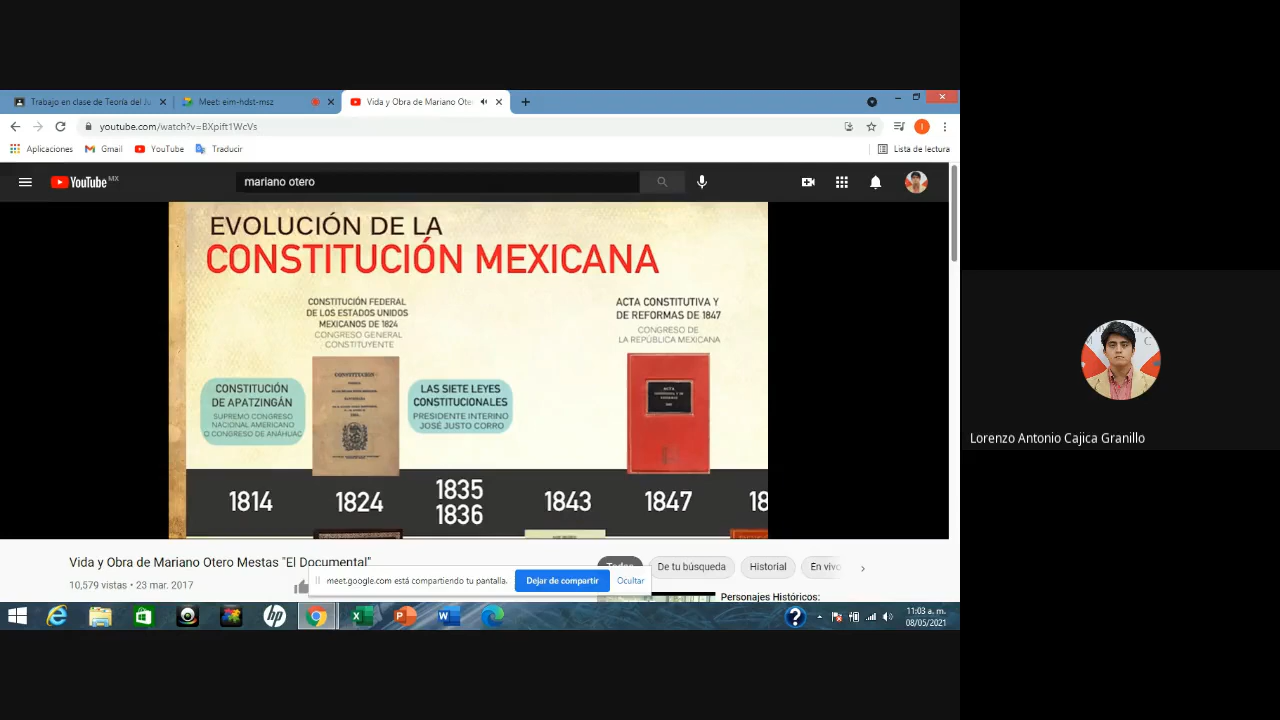 Trabajo en clase de Teoría del Ju
Meet: eim-hdst-msz
Vida y Obra de Mariano Oter
youtube.com/watch?v=BXpift1WcVs
Aplicaciones
Gmail
YouTube
Traducir
Lista de lectura
YouTube MX
mariano otero
EVOLUCIÓN DE LA
CONSTITUCIÓN MEXICANA
CONSTITUCIÓN FEDERAL
DE LOS ESTADOS UNIDOS
MEXICANOS DE 1824
CONGRESO GENERAL
CONSTITUYENTE
ACTA CONSTITUTIVA Y
DE REFORMAS DE 1847
CONGRESO DE
LA REPÚBLICA MEXICANA
CONSTITUCIÓN
DE APATZINGÁN
SUPREMO CONGRESO
NACIONAL AMERICANO
O CONGRESO DE ANÁHUAC
CONSTITUCION
LAS SIETE LEYES
CONSTITUCIONALES
PRESIDENTE INTERINO
JOSÉ JUSTO CORRO
ACTA
1814
1824
1835
1836
1843
1847
18
Vida y Obra de Mariano Otero Mestas "El Documental"
10,579 vistas • 23 mar. 2017
Todos
De tu búsqueda
Historial
En vivo
Personajes Históricos:
meet.google.com está compartiendo tu pantalla.
Dejar de compartir
Ocultar
11:03 a. m.
08/05/2021
Lorenzo Antonio Cajica Granillo